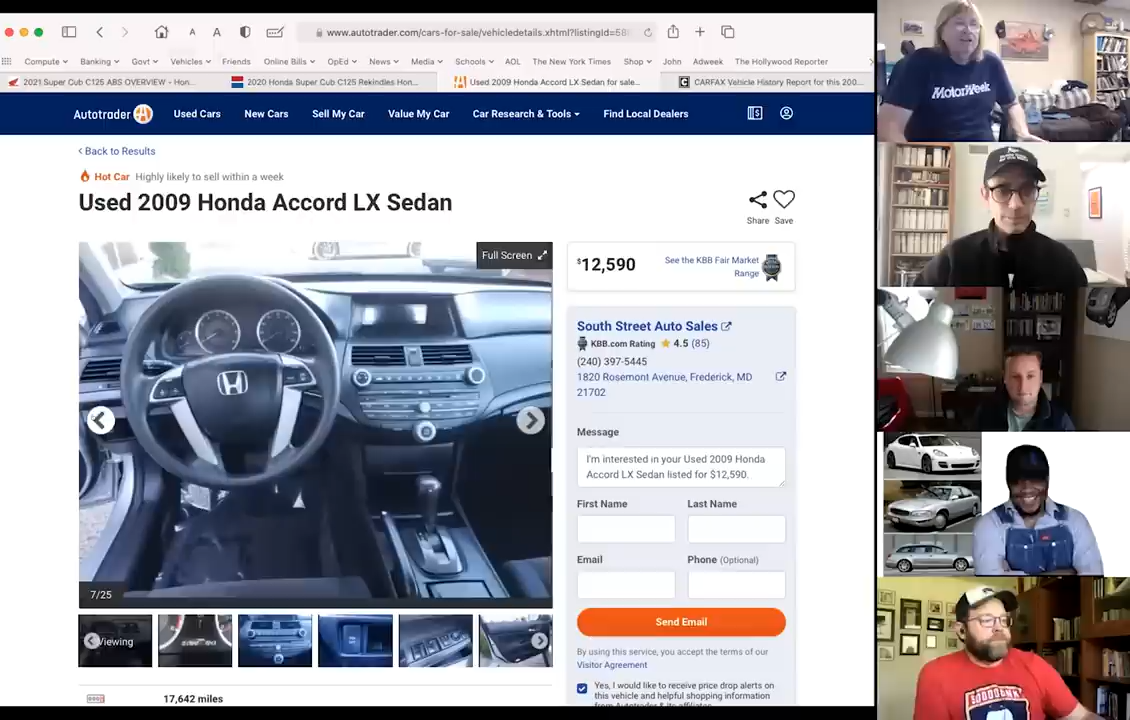 www.autotrader.com/cars-for-sale/vehicledetails.xhtml?listingId=58
Compute Banking Govt Vehicles Friends Online Bills OpEd News Media Schools AOL The New York Times Shop John Adweek The Hollywood Reporter
2021 Super Cub C125 ABS OVERVIEW - Hon...
2020 Honda Super Cub C125 Rekindles Hon...
Used 2009 Honda Accord LX Sedan for sale...
CARFAX Vehicle History Report for this 200...
Autotrader
Used Cars New Cars Sell My Car Value My Car Car Research & Tools Find Local Dealers
< Back to Results
Hot Car Highly likely to sell within a week
Used 2009 Honda Accord LX Sedan
Share Save
Full Screen
$12,590
See the KBB Fair Market
Range
South Street Auto Sales
KBB.com Rating 4.5 (85)
(240) 397-5445
1820 Rosemont Avenue, Frederick, MD
21702
Message
I'm interested in your Used 2009 Honda
Accord LX Sedan listed for $12,590.
First Name Last Name
Email Phone (Optional)
7/25
Viewing
Send Email
By using this service, you accept the terms of our
Visitor Agreement
Yes, I would like to receive price drop alerts on
this vehicle and helpful shopping information
from Autotrader & its affiliates.
17,642 miles
MotorWeek